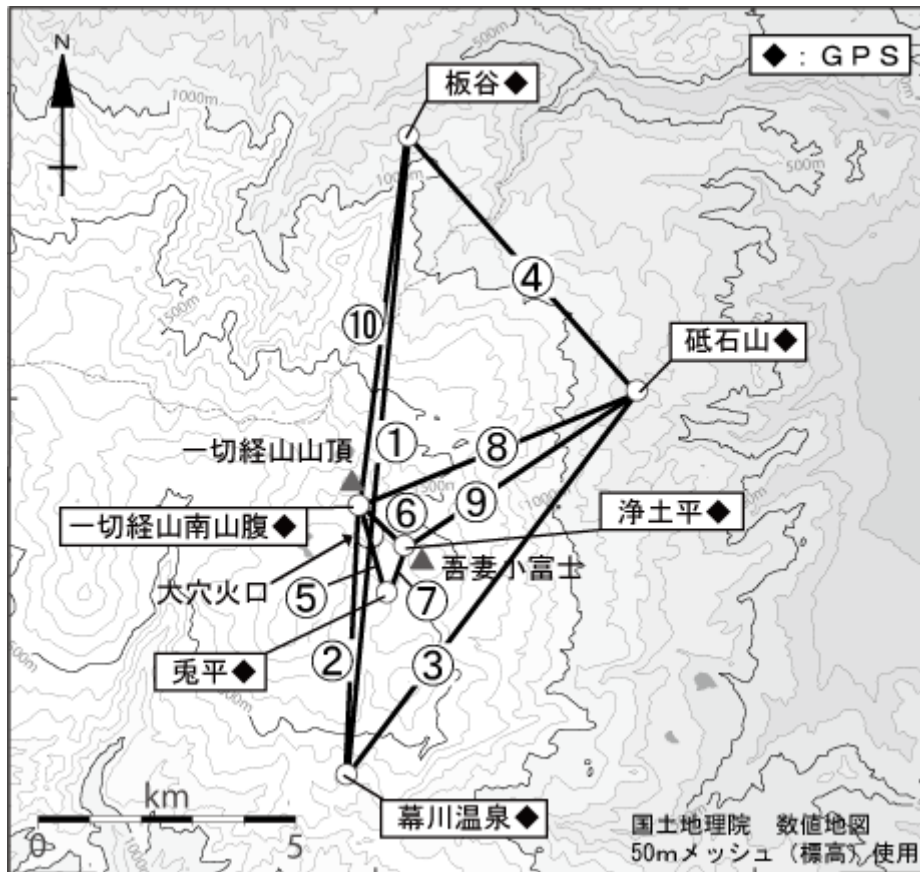 ◆：ＧＰＳ
N
500m
1000m
板谷◆
500m
1000m
④
1500m
⑩
砥石山◆
①
⑧
一切経山山頂
⑨
1000m
⑥
一切経山南山腹◆
浄土平◆
吾妻小富士
大穴火口
⑤
⑦
兎平◆
②
③
km
0
5
幕川温泉◆
国土地理院　数値地図
50mメッシュ（標高）使用